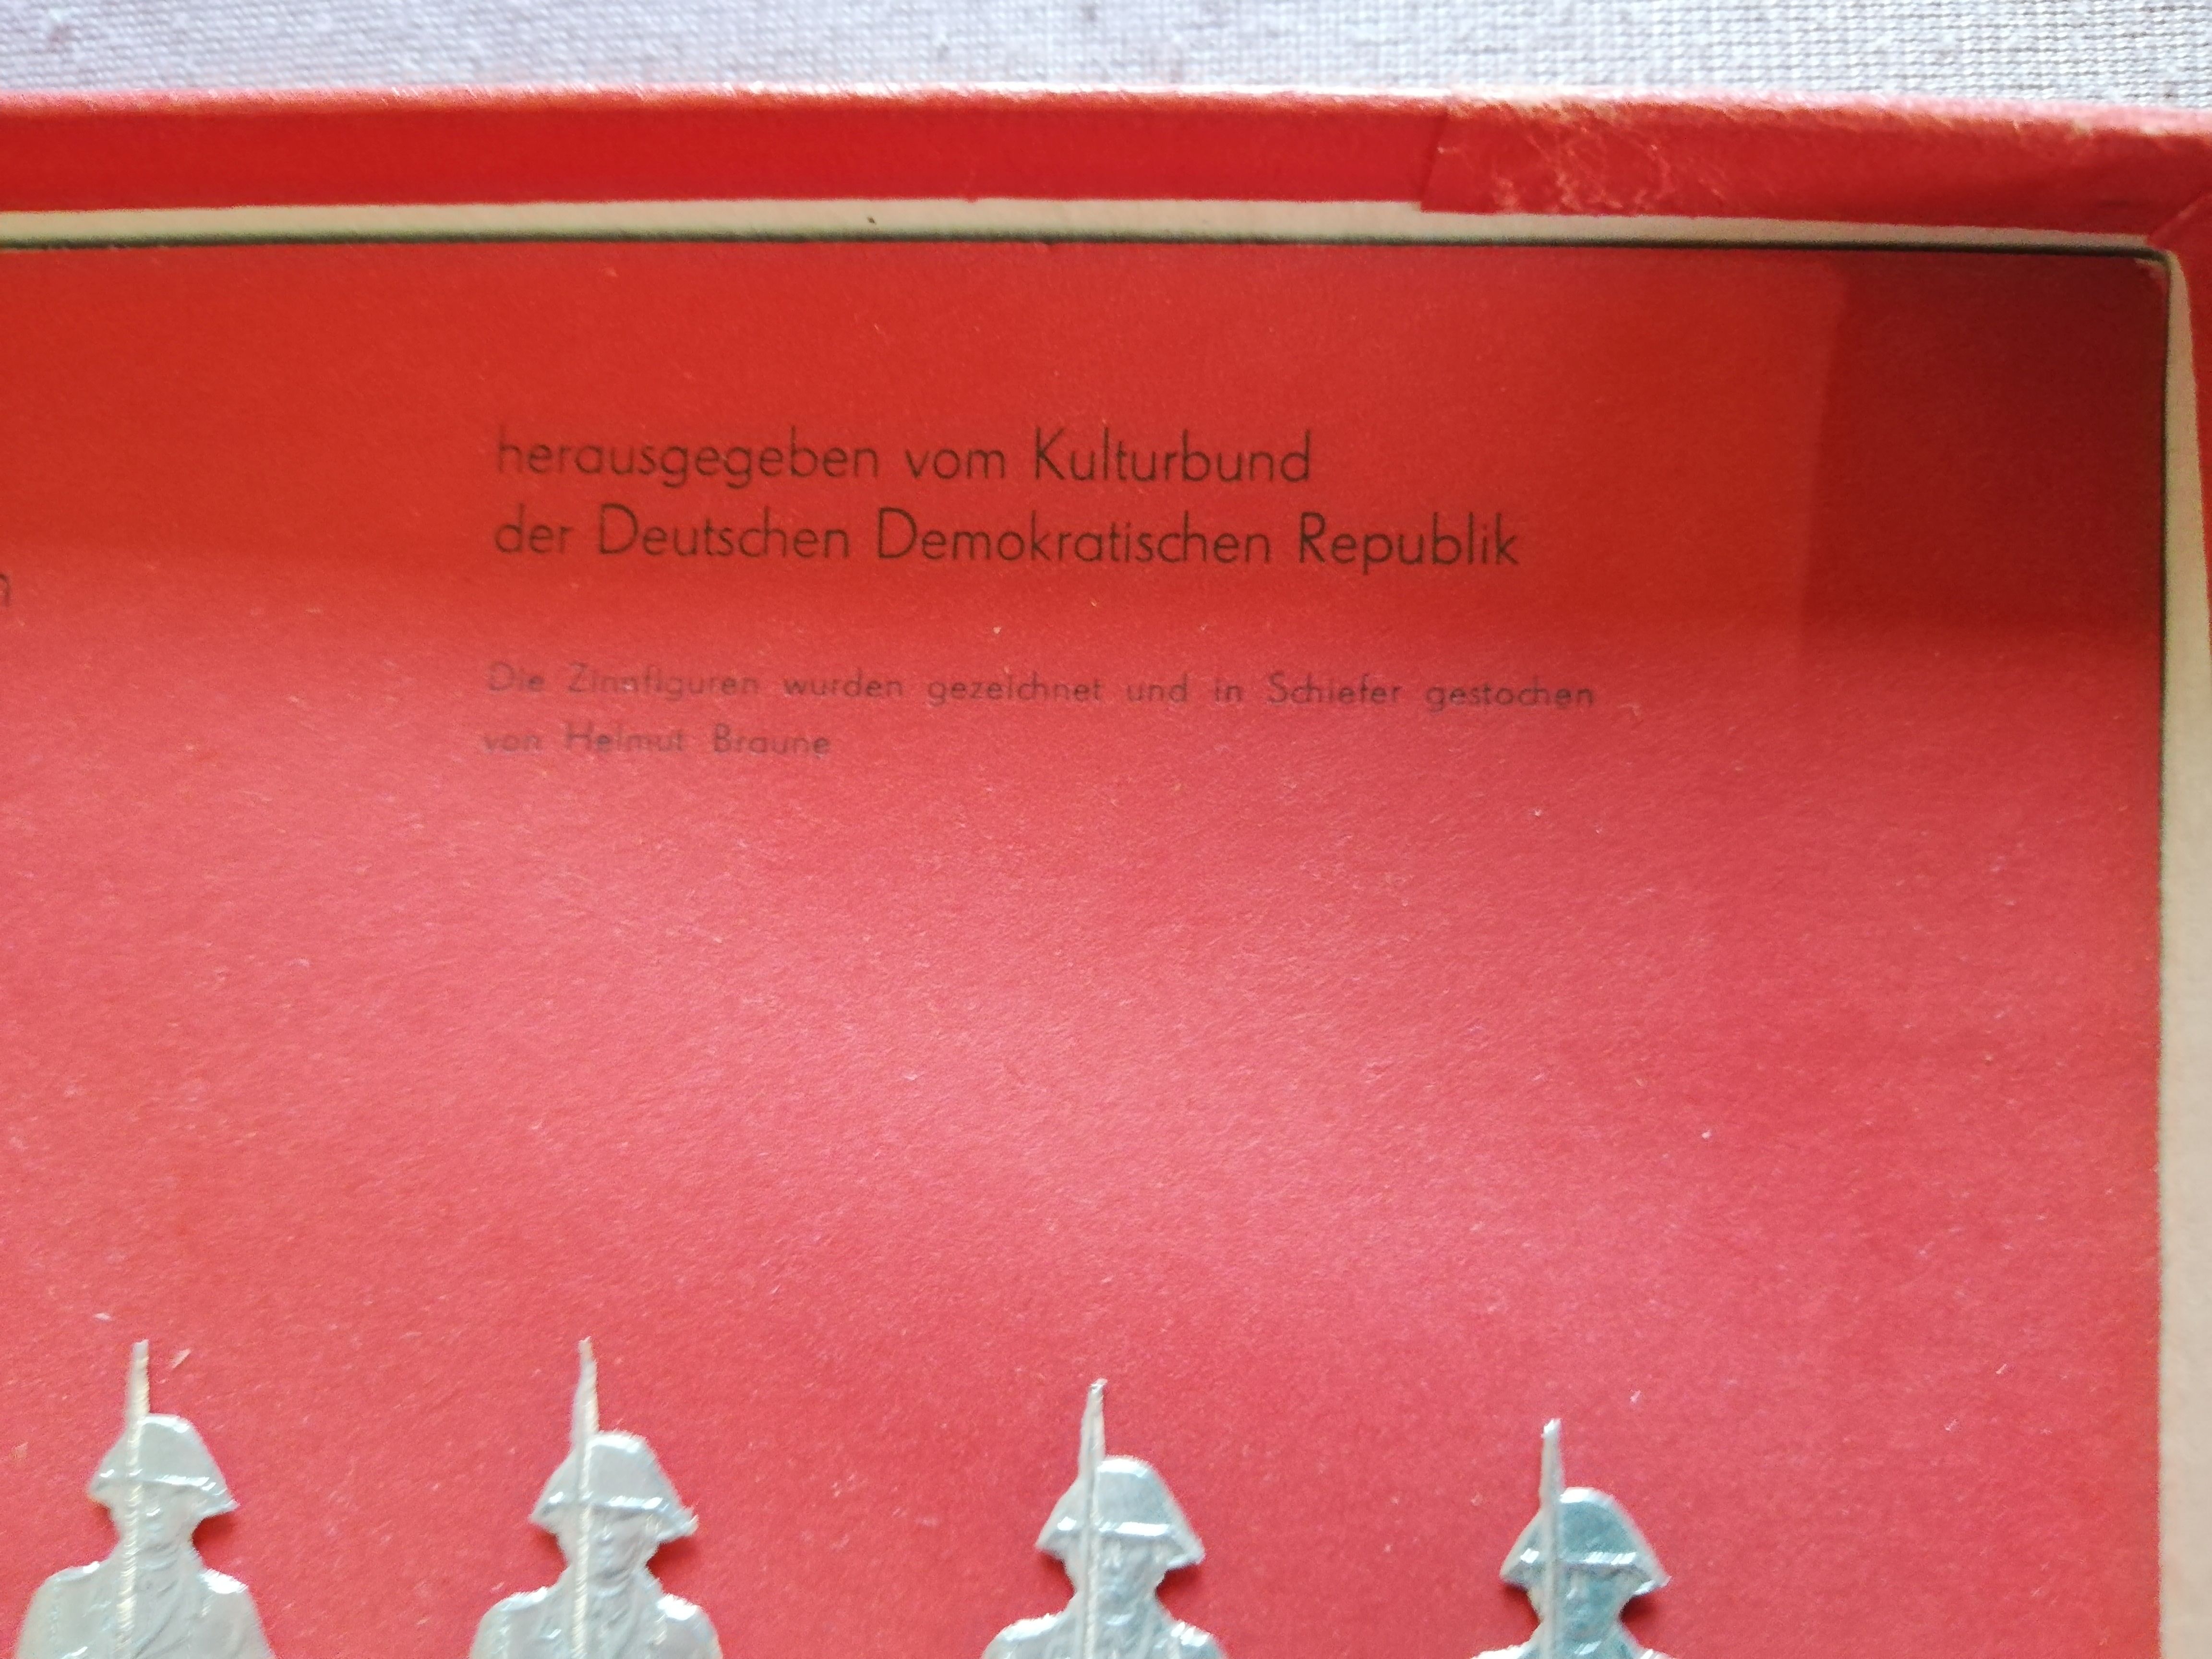 herausgegeben vom Kulturbund
der Deutschen Demokratischen Republik
Die Zinnfiguren wurden gezeichnet und in Schiefer gestochen
von Helmut Braune